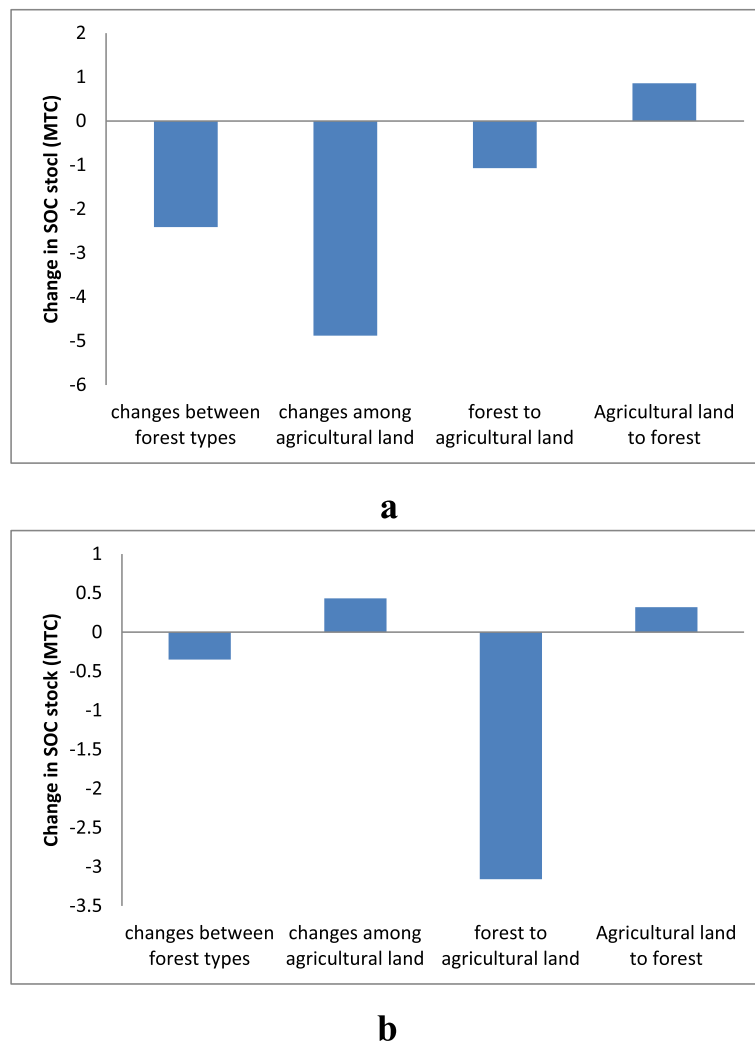 2
1
0
-1
-2
-3
-4
-5
-6
Change in SOC stocl (MTC)
changes between
forest types
changes among
agricultural land
forest to
agricultural land
Agricultural land
to forest
a
1
0.5
0
-0.5
-1
-1.5
-2
-2.5
-3
-3.5
Change in SOC stock (MTC)
changes between
forest types
changes among
agricultural land
forest to
agricultural land
Agricultural land
to forest
b